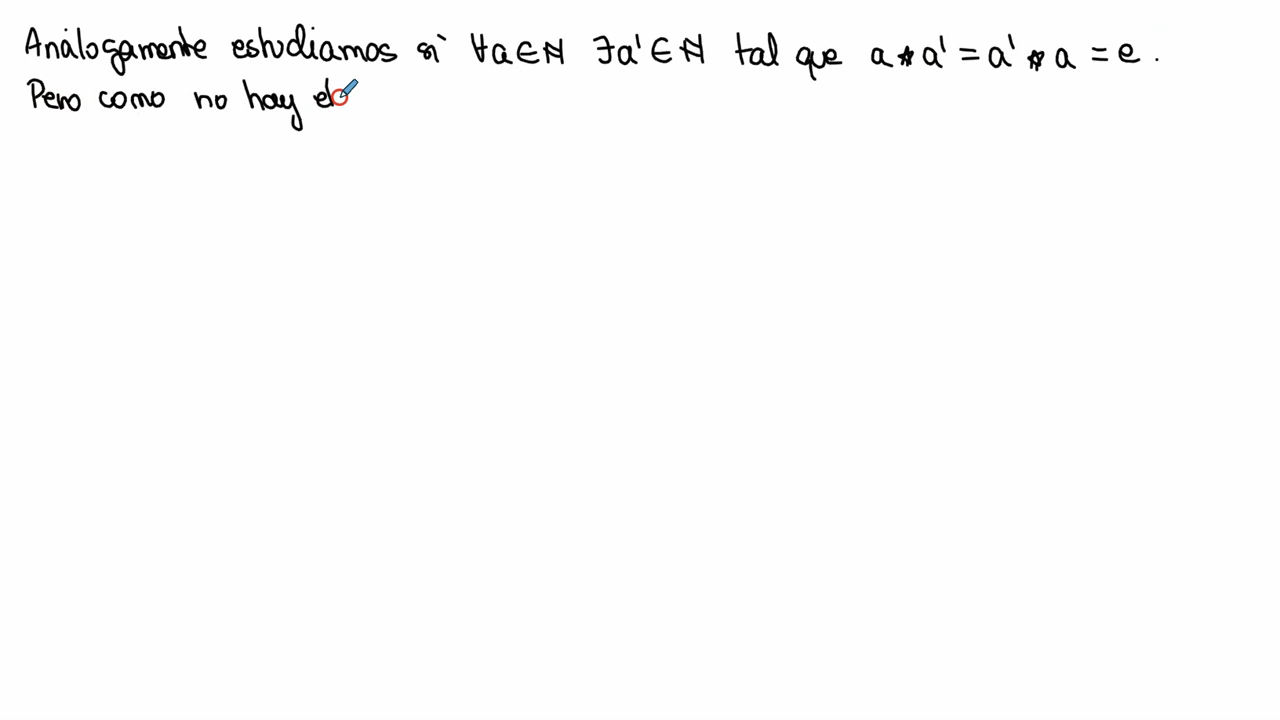 Análogamente estudiamos si ∀a∈ℕ ∃a'∈ℕ tal que a★a'=a'★a=e.
Pero como no hay el